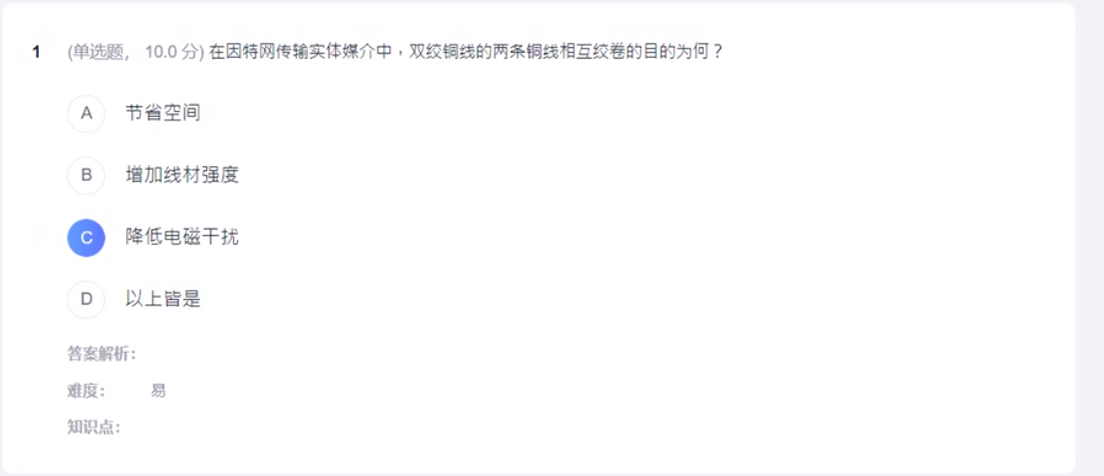 1 (单选题, 10.0 分) 在因特网传输实体媒介中,双绞铜线的两条铜线相互绞卷的目的为何?
A 节省空间
B 增加线材强度
C 降低电磁干扰
D 以上皆是
答案解析:
难度: 易
知识点: